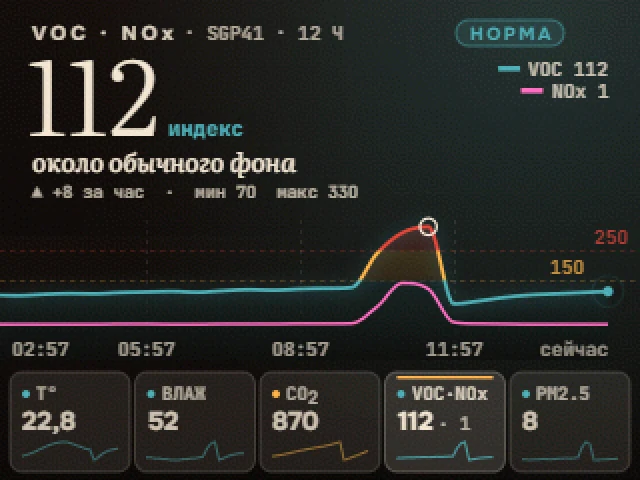 VOC · NOx · SGP41 · 12 Ч
НОРМА
VOC 112
NOx 1
112 индекс
около обычного фона
▲ +8 за час · мин 70 макс 330
250
150
02:57 05:57 08:57 11:57 сейчас
T° ВЛАЖ CO₂ VOC·NOx PM2.5
22,8 52 870 112 · 1 8